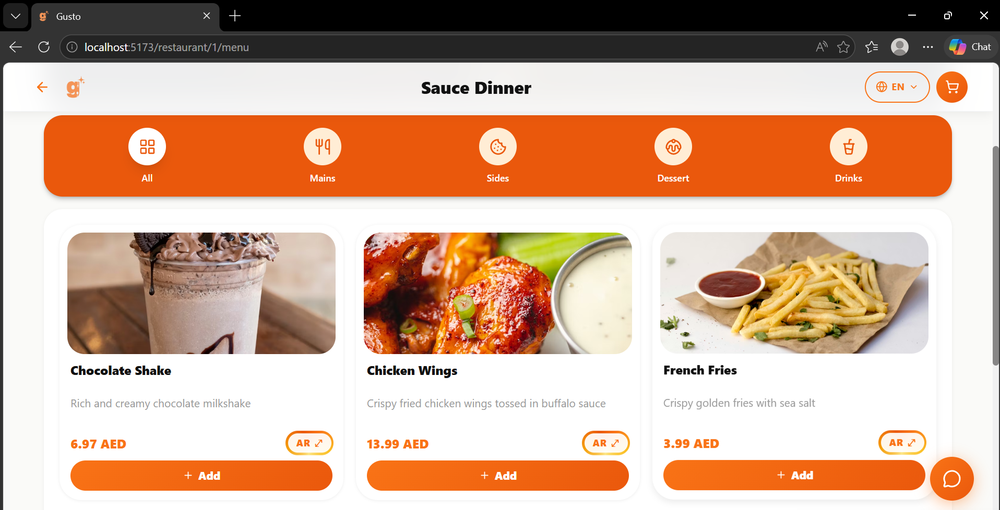 Gusto
localhost:5173/restaurant/1/menu
Chat
g
Sauce Dinner
EN
All
Mains
Sides
Dessert
Drinks
Chocolate Shake
Rich and creamy chocolate milkshake
6.97 AED
AR
+ Add
Chicken Wings
Crispy fried chicken wings tossed in buffalo sauce
13.99 AED
AR
+ Add
French Fries
Crispy golden fries with sea salt
3.99 AED
AR
+ Add